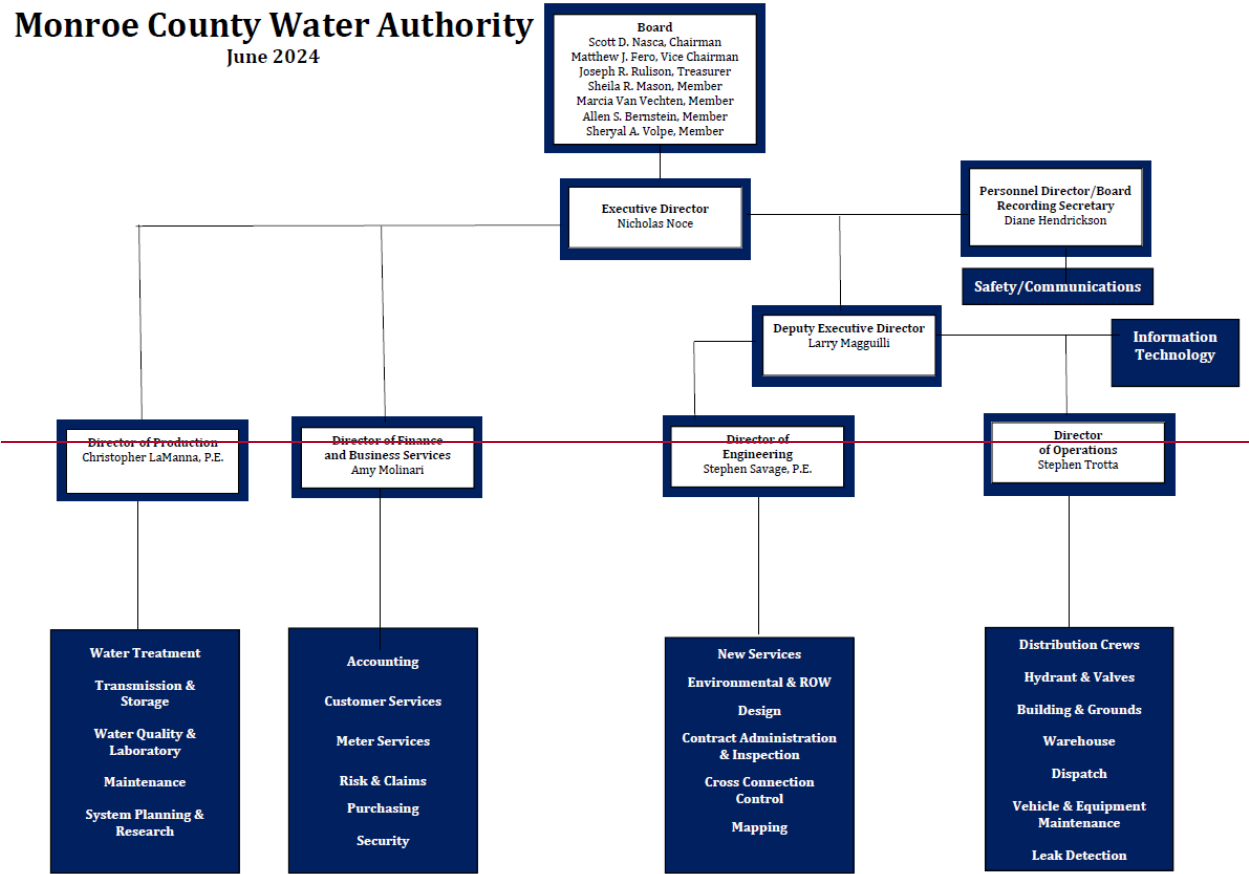 Monroe County Water Authority
June 2024
Board
Scott D. Nasca, Chairman
Matthew J. Fero, Vice Chairman
Joseph R. Rulison, Treasurer
Sheila R. Mason, Member
Marcia Van Vechten, Member
Allen S. Bernstein, Member
Sheryal A. Volpe, Member
Executive Director
Nicholas Noce
Personnel Director/Board
Recording Secretary
Diane Hendrickson
Safety/Communications
Deputy Executive Director
Larry Magguilli
Information
Technology
Director of Production
Christopher LaManna, P.E.
Director of Finance
and Business Services
Amy Molinari
Director of
Engineering
Stephen Savage, P.E.
Director
of Operations
Stephen Trotta
Water Treatment
Transmission &
Storage
Water Quality &
Laboratory
Maintenance
System Planning &
Research
Accounting
Customer Services
Meter Services
Risk & Claims
Purchasing
Security
New Services
Environmental & ROW
Design
Contract Administration
& Inspection
Cross Connection
Control
Mapping
Distribution Crews
Hydrant & Valves
Building & Grounds
Warehouse
Dispatch
Vehicle & Equipment
Maintenance
Leak Detection